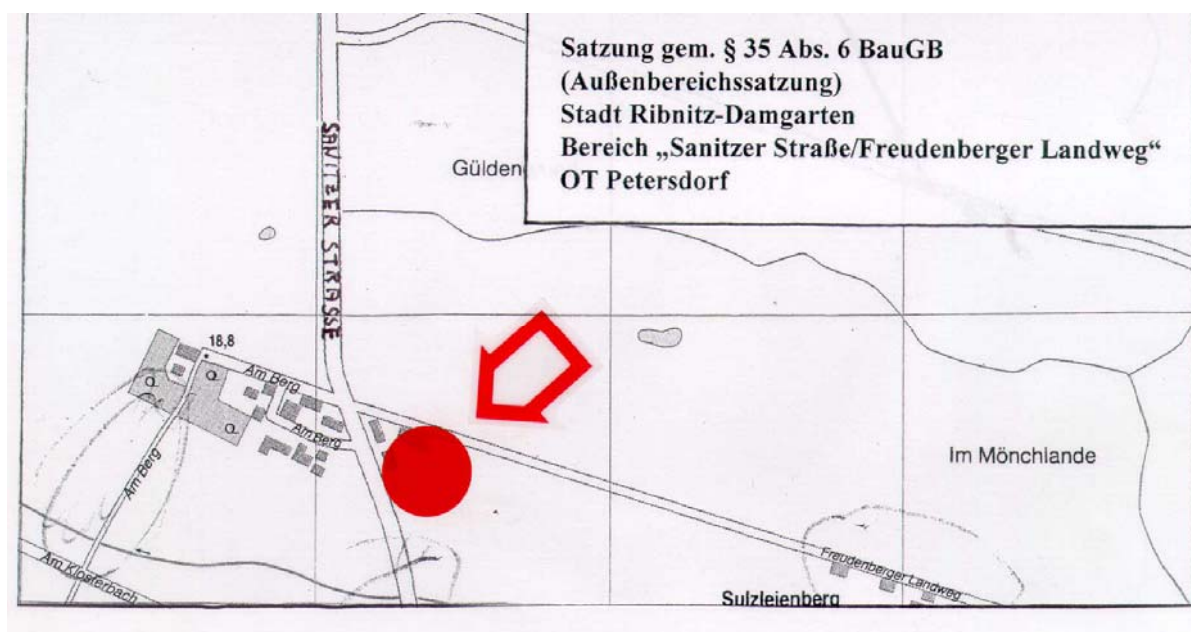 Satzung gem. § 35 Abs. 6 BauGB
(Außenbereichssatzung)
Stadt Ribnitz-Damgarten
Bereich „Sanitzer Straße/Freudenberger Landweg“
OT Petersdorf
SANITZER STRASSE
Gülden
18,8
Am Berg
Am Berg
Am Berg
Im Mönchlande
Freudenberger Landweg
Am Klosterbach
Sulzleienberg